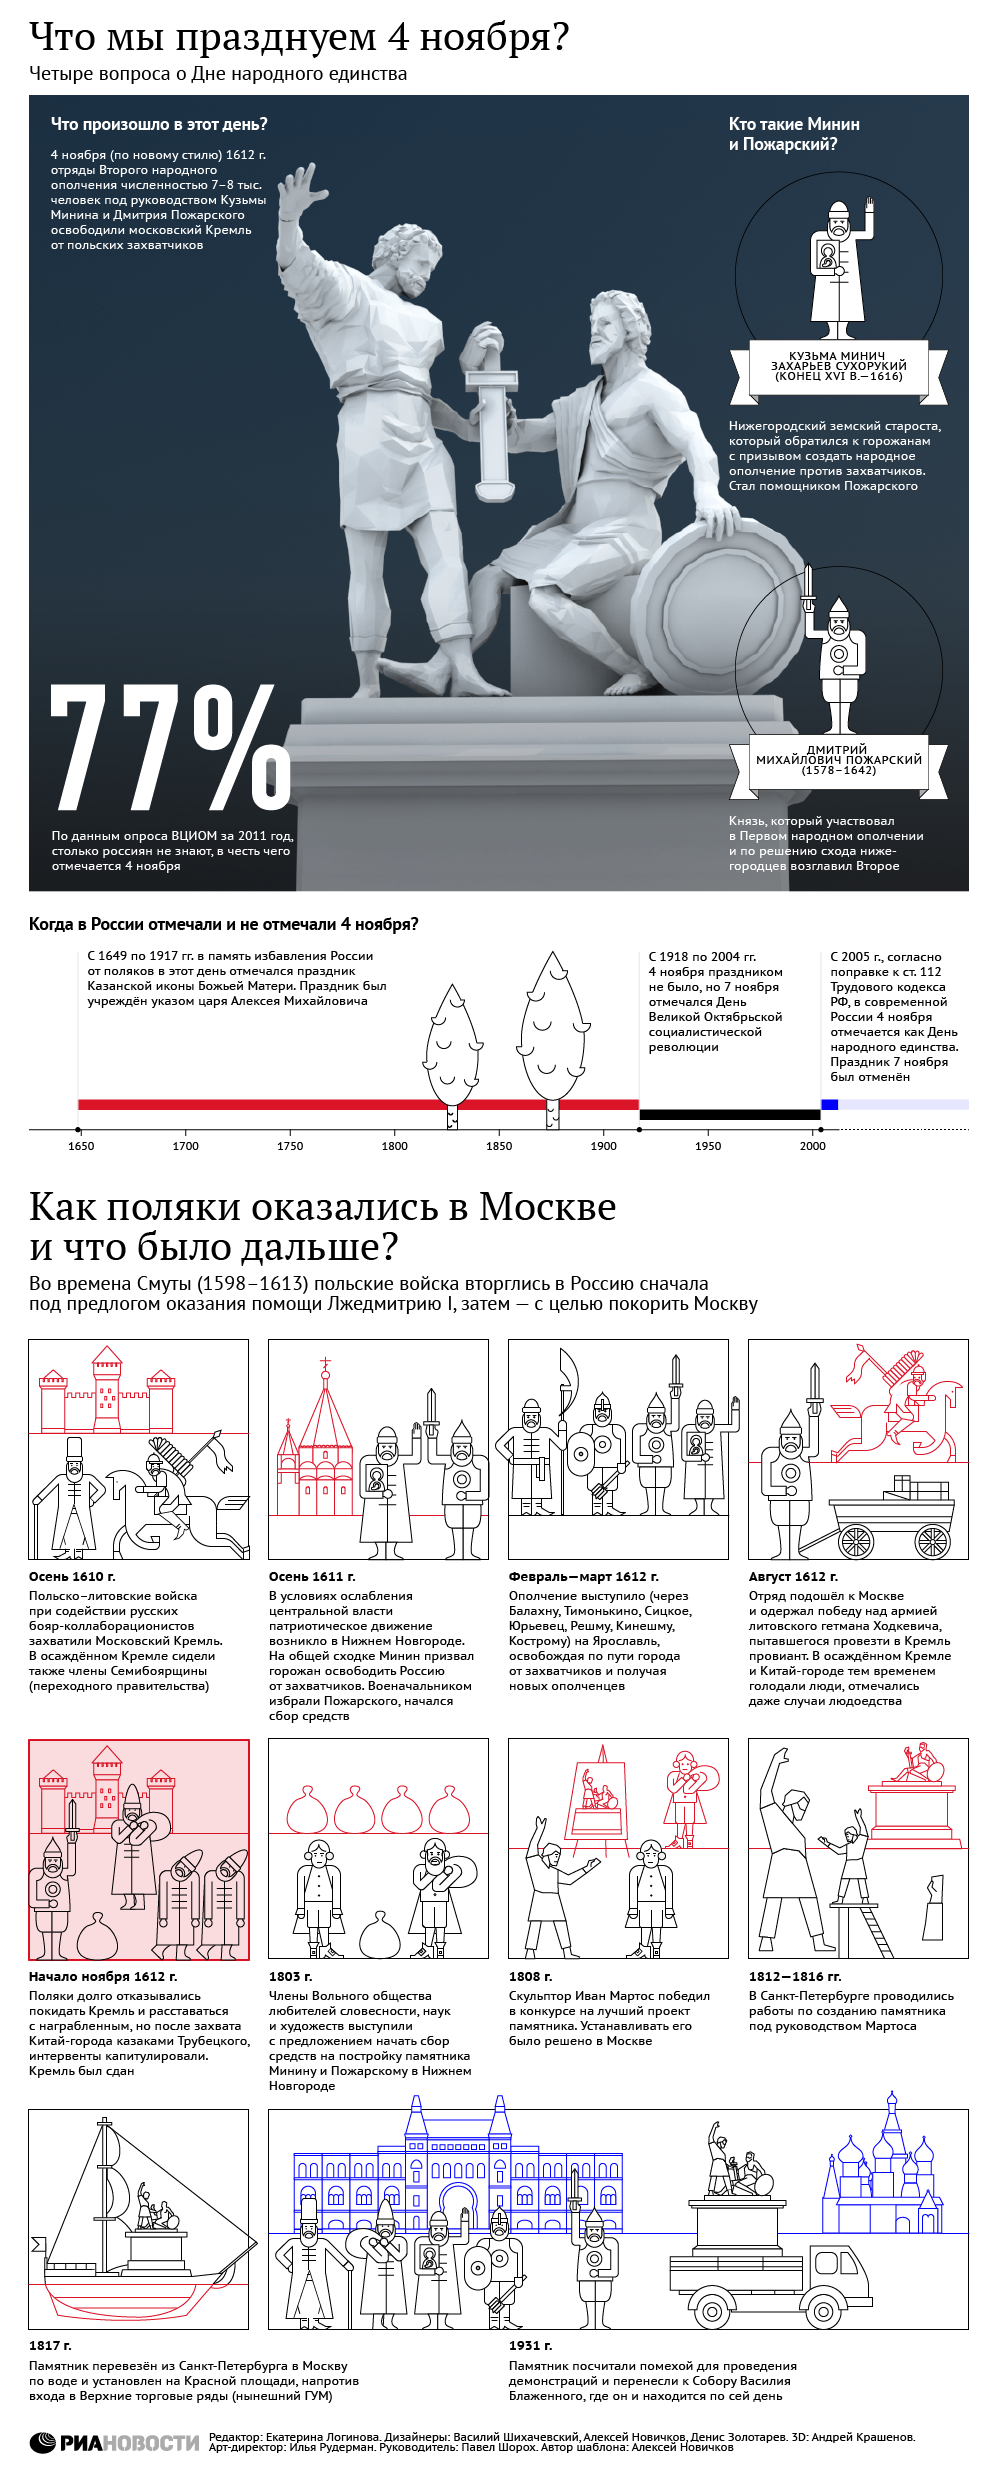 Что мы празднуем 4 ноября?
Четыре вопроса о Дне народного единства
Что произошло в этот день?
4 ноября (по новому стилю) 1612 г.
отряды Второго народного
ополчения численностью 7–8 тыс.
человек под руководством Кузьмы
Минина и Дмитрия Пожарского
освободили московский Кремль
от польских захватчиков
Кто такие Минин
и Пожарский?
КУЗЬМА МИНИЧ
ЗАХАРЬЕВ СУХОРУКИЙ
(КОНЕЦ XVI В.—1616)
Нижегородский земский староста,
который обратился к горожанам
с призывом создать народное
ополчение против захватчиков.
Стал помощником Пожарского
ДМИТРИЙ
МИХАЙЛОВИЧ ПОЖАРСКИЙ
(1578–1642)
Князь, который участвовал
в Первом народном ополчении
и по решению схода ниже-
городцев возглавил Второе
77%
По данным опроса ВЦИОМ за 2011 год,
столько россиян не знают, в честь чего
отмечается 4 ноября
Когда в России отмечали и не отмечали 4 ноября?
С 1649 по 1917 гг. в память избавления России
от поляков в этот день отмечался праздник
Казанской иконы Божьей Матери. Праздник был
учреждён указом царя Алексея Михайловича
С 1918 по 2004 гг.
4 ноября праздником
не было, но 7 ноября
отмечался День
Великой Октябрьской
социалистической
революции
С 2005 г., согласно
поправке к ст. 112
Трудового кодекса
РФ, в современной
России 4 ноября
отмечается как День
народного единства.
Праздник 7 ноября
был отменён
1650 1700 1750 1800 1850 1900 1950 2000
Как поляки оказались в Москве
и что было дальше?
Во времена Смуты (1598–1613) польские войска вторглись в Россию сначала
под предлогом оказания помощи Лжедмитрию I, затем — с целью покорить Москву
Осень 1610 г.
Польско–литовские войска
при содействии русских
бояр-коллаборационистов
захватили Московский Кремль.
В осаждённом Кремле сидели
также члены Семибоярщины
(переходного правительства)
Осень 1611 г.
В условиях ослабления
центральной власти
патриотическое движение
возникло в Нижнем Новгороде.
На общей сходке Минин призвал
горожан освободить Россию
от захватчиков. Военачальником
избрали Пожарского, начался
сбор средств
Февраль—март 1612 г.
Ополчение выступило (через
Балахну, Тимонькино, Сицкое,
Юрьевец, Решму, Кинешму,
Кострому) на Ярославль,
освобождая по пути города
от захватчиков и получая
новых ополченцев
Август 1612 г.
Отряд подошёл к Москве
и одержал победу над армией
литовского гетмана Ходкевича,
пытавшегося провезти в Кремль
провиант. В осаждённом Кремле
и Китай-городе тем временем
голодали люди, отмечались
даже случаи людоедства
Начало ноября 1612 г.
Поляки долго отказывались
покидать Кремль и расставаться
с награбленным, но после захвата
Китай-города казаками Трубецкого,
интервенты капитулировали.
Кремль был сдан
1803 г.
Члены Вольного общества
любителей словесности, наук
и художеств выступили
с предложением начать сбор
средств на постройку памятника
Минину и Пожарскому в Нижнем
Новгороде
1808 г.
Скульптор Иван Мартос победил
в конкурсе на лучший проект
памятника. Устанавливать его
было решено в Москве
1812—1816 гг.
В Санкт-Петербурге проводились
работы по созданию памятника
под руководством Мартоса
1817 г.
Памятник перевезён из Санкт-Петербурга в Москву
по воде и установлен на Красной площади, напротив
входа в Верхние торговые ряды (нынешний ГУМ)
1931 г.
Памятник посчитали помехой для проведения
демонстраций и перенесли к Собору Василия
Блаженного, где он и находится по сей день
РИАНОВОСТИ
Редактор: Екатерина Логинова. Дизайнеры: Василий Шихачевский, Алексей Новичков, Денис Золотарев. 3D: Андрей Крашенов.
Арт-директор: Илья Рудерман. Руководитель: Павел Шорох. Автор шаблона: Алексей Новичков